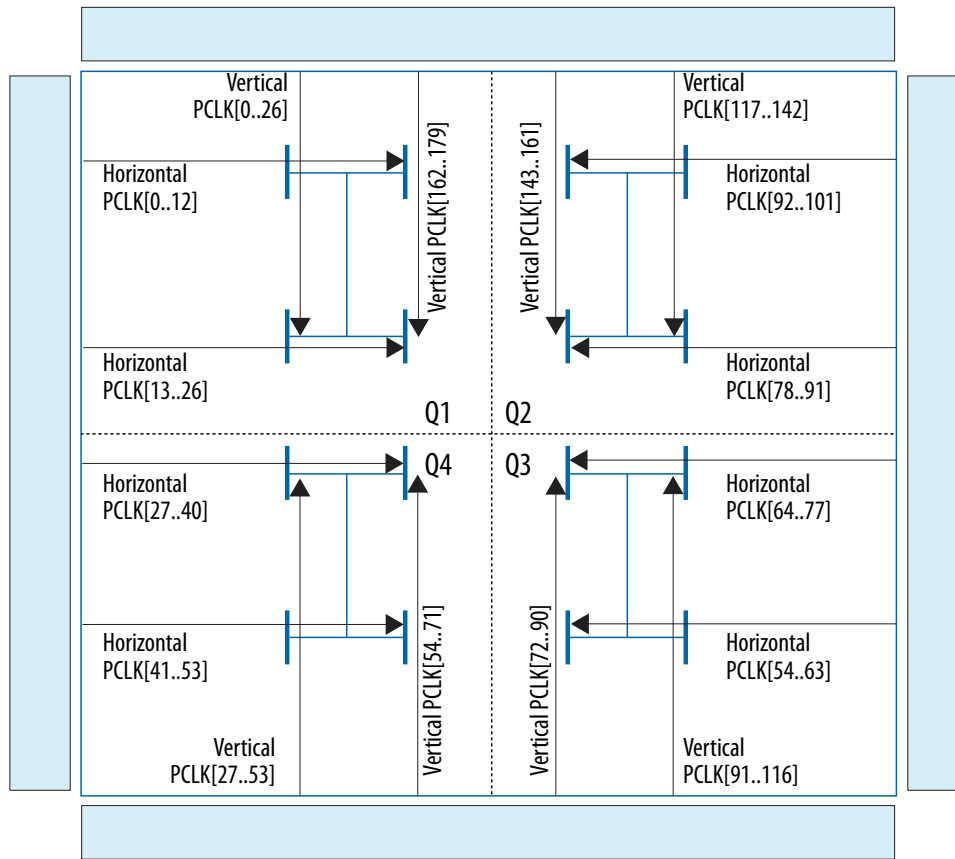 Vertical
PCLK[0..26]
Vertical
PCLK[117..142]
Vertical PCLK[162..179]
Vertical PCLK[143..161]
Horizontal
PCLK[0..12]
Horizontal
PCLK[92..101]
Horizontal
PCLK[13..26]
Horizontal
PCLK[78..91]
Q1
Q2
Q4
Q3
Horizontal
PCLK[27..40]
Horizontal
PCLK[64..77]
Vertical PCLK[54..71]
Vertical PCLK[72..90]
Horizontal
PCLK[41..53]
Horizontal
PCLK[54..63]
Vertical
PCLK[27..53]
Vertical
PCLK[91..116]